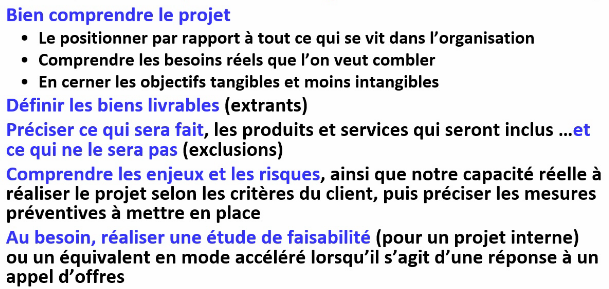 Bien comprendre le projet
• Le positionner par rapport à tout ce qui se vit dans l'organisation
• Comprendre les besoins réels que l'on veut combler
• En cerner les objectifs tangibles et moins intangibles
Définir les biens livrables (extrants)
Préciser ce qui sera fait, les produits et services qui seront inclus ...et
ce qui ne le sera pas (exclusions)
Comprendre les enjeux et les risques, ainsi que notre capacité réelle à
réaliser le projet selon les critères du client, puis préciser les mesures
préventives à mettre en place
Au besoin, réaliser une étude de faisabilité (pour un projet interne)
ou un équivalent en mode accéléré lorsqu'il s'agit d'une réponse à un
appel d'offres